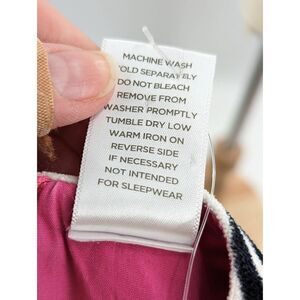 MACHINE WASH
OLD SEPARATELY
DO NOT BLEACH
REMOVE FROM
WASHER PROMPTLY
TUMBLE DRY LOW
WARM IRON ON
REVERSE SIDE
IF NECESSARY
NOT INTENDED
FOR SLEEPWEAR